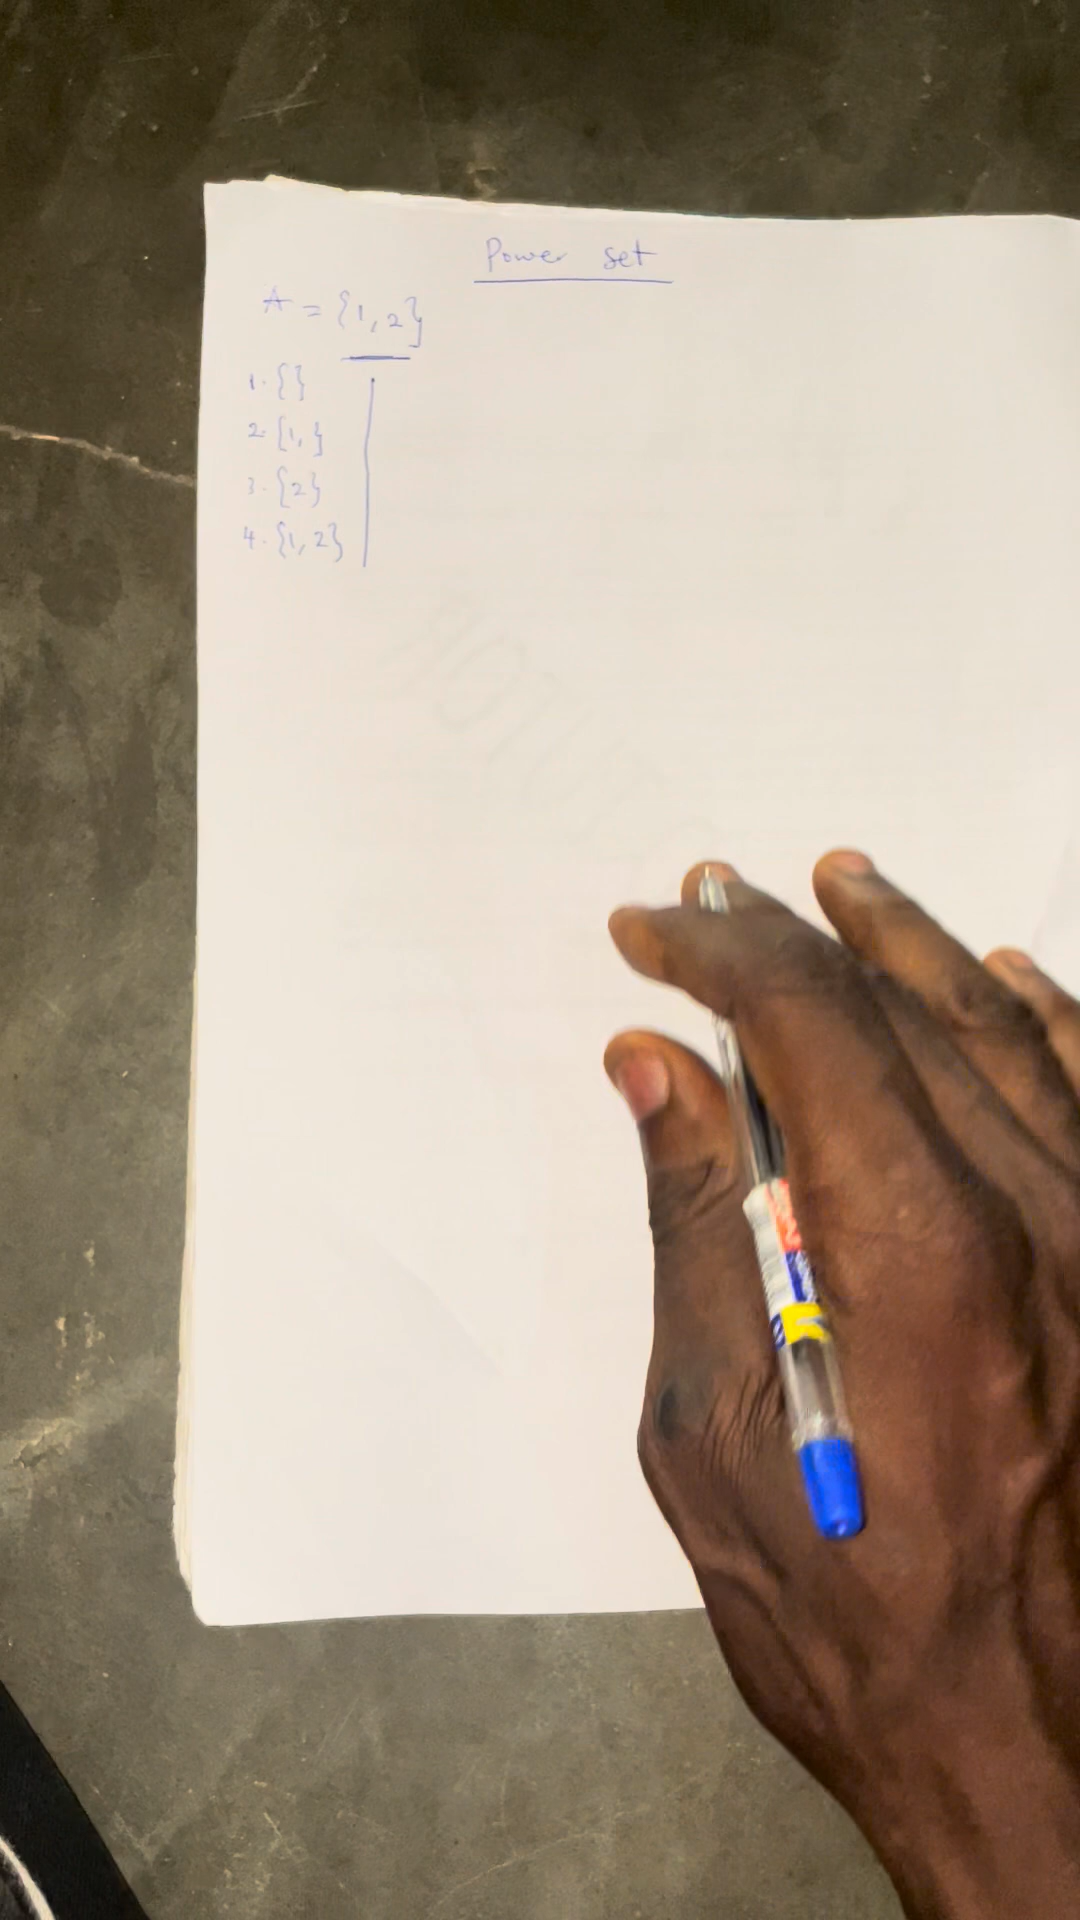 Power set
A = {1,2}
1. {}
2. {1,}
3. {2}
4. {1,2}